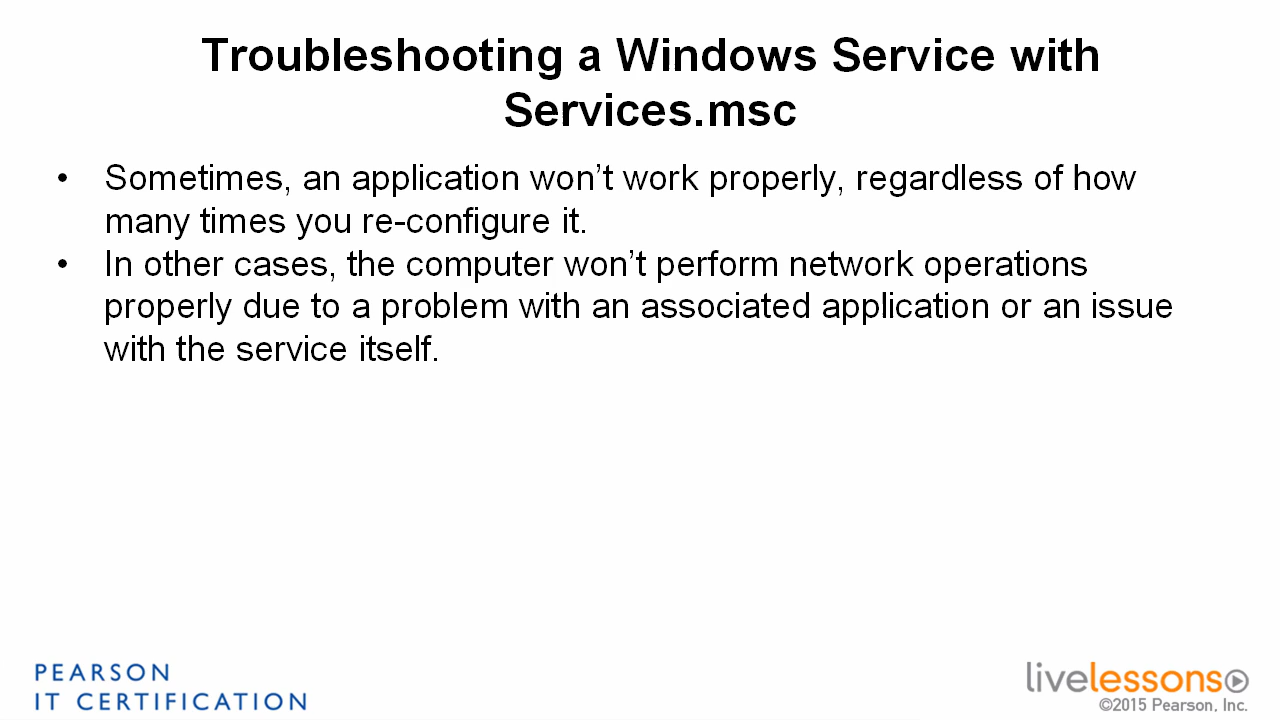 Troubleshooting a Windows Service with
Services.msc
• Sometimes, an application won’t work properly, regardless of how
many times you re-configure it.
• In other cases, the computer won’t perform network operations
properly due to a problem with an associated application or an issue
with the service itself.
PEARSON
IT CERTIFICATION
livelessons
©2015 Pearson, Inc.